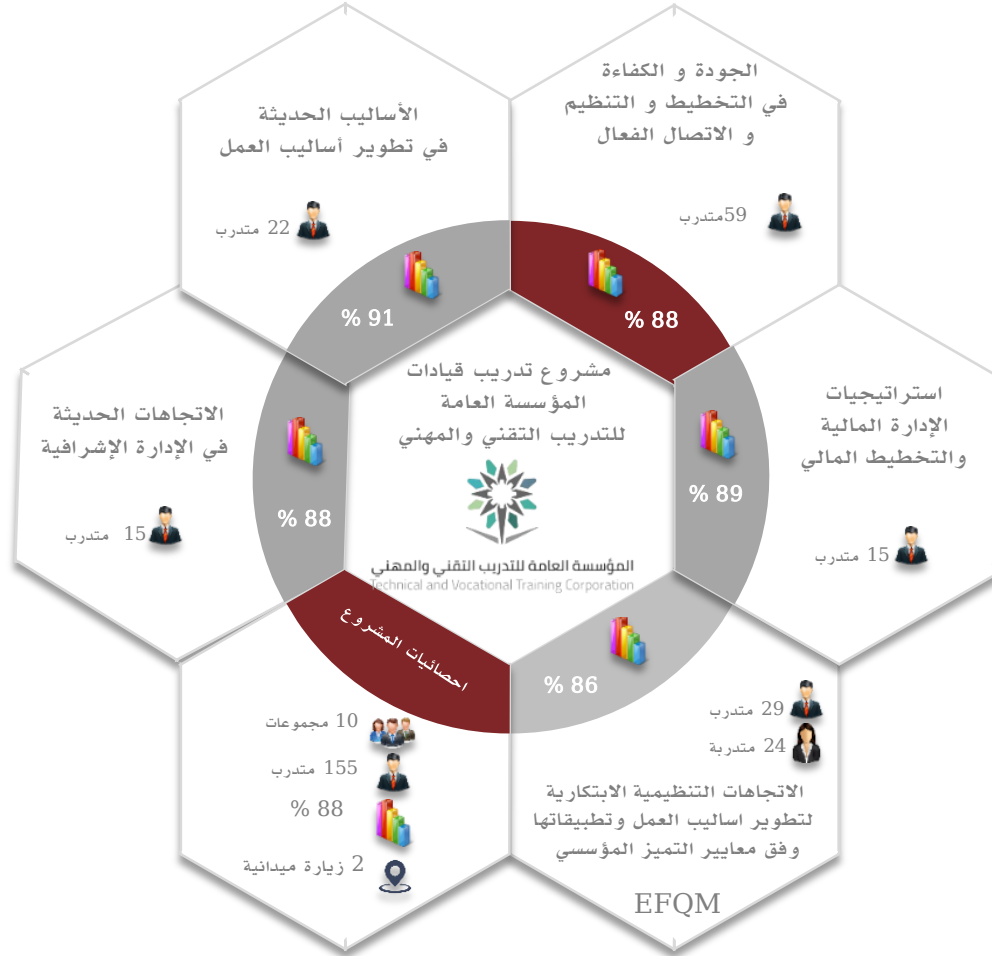 الجودة و الكفاءة
في التخطيط و التنظيم
و الاتصال الفعال
59متدرب
% 88
الأساليب الحديثة
في تطوير أساليب العمل
22 متدرب
% 91
استراتيجيات
الإدارة المالية
والتخطيط المالي
15 متدرب
% 89
مشروع تدريب قيادات
المؤسسة العامة
للتدريب التقني والمهني
المؤسسة العامة للتدريب التقني والمهني
Technical and Vocational Training Corporation
الاتجاهات الحديثة
في الإدارة الإشرافية
15 متدرب
% 88
% 86
29 متدرب
24 متدربة
الاتجاهات التنظيمية الابتكارية
لتطوير اساليب العمل وتطبيقاتها
وفق معايير التميز المؤسسي
EFQM
احصائيات المشروع
10 مجموعات
155 متدرب
% 88
2 زيارة ميدانية